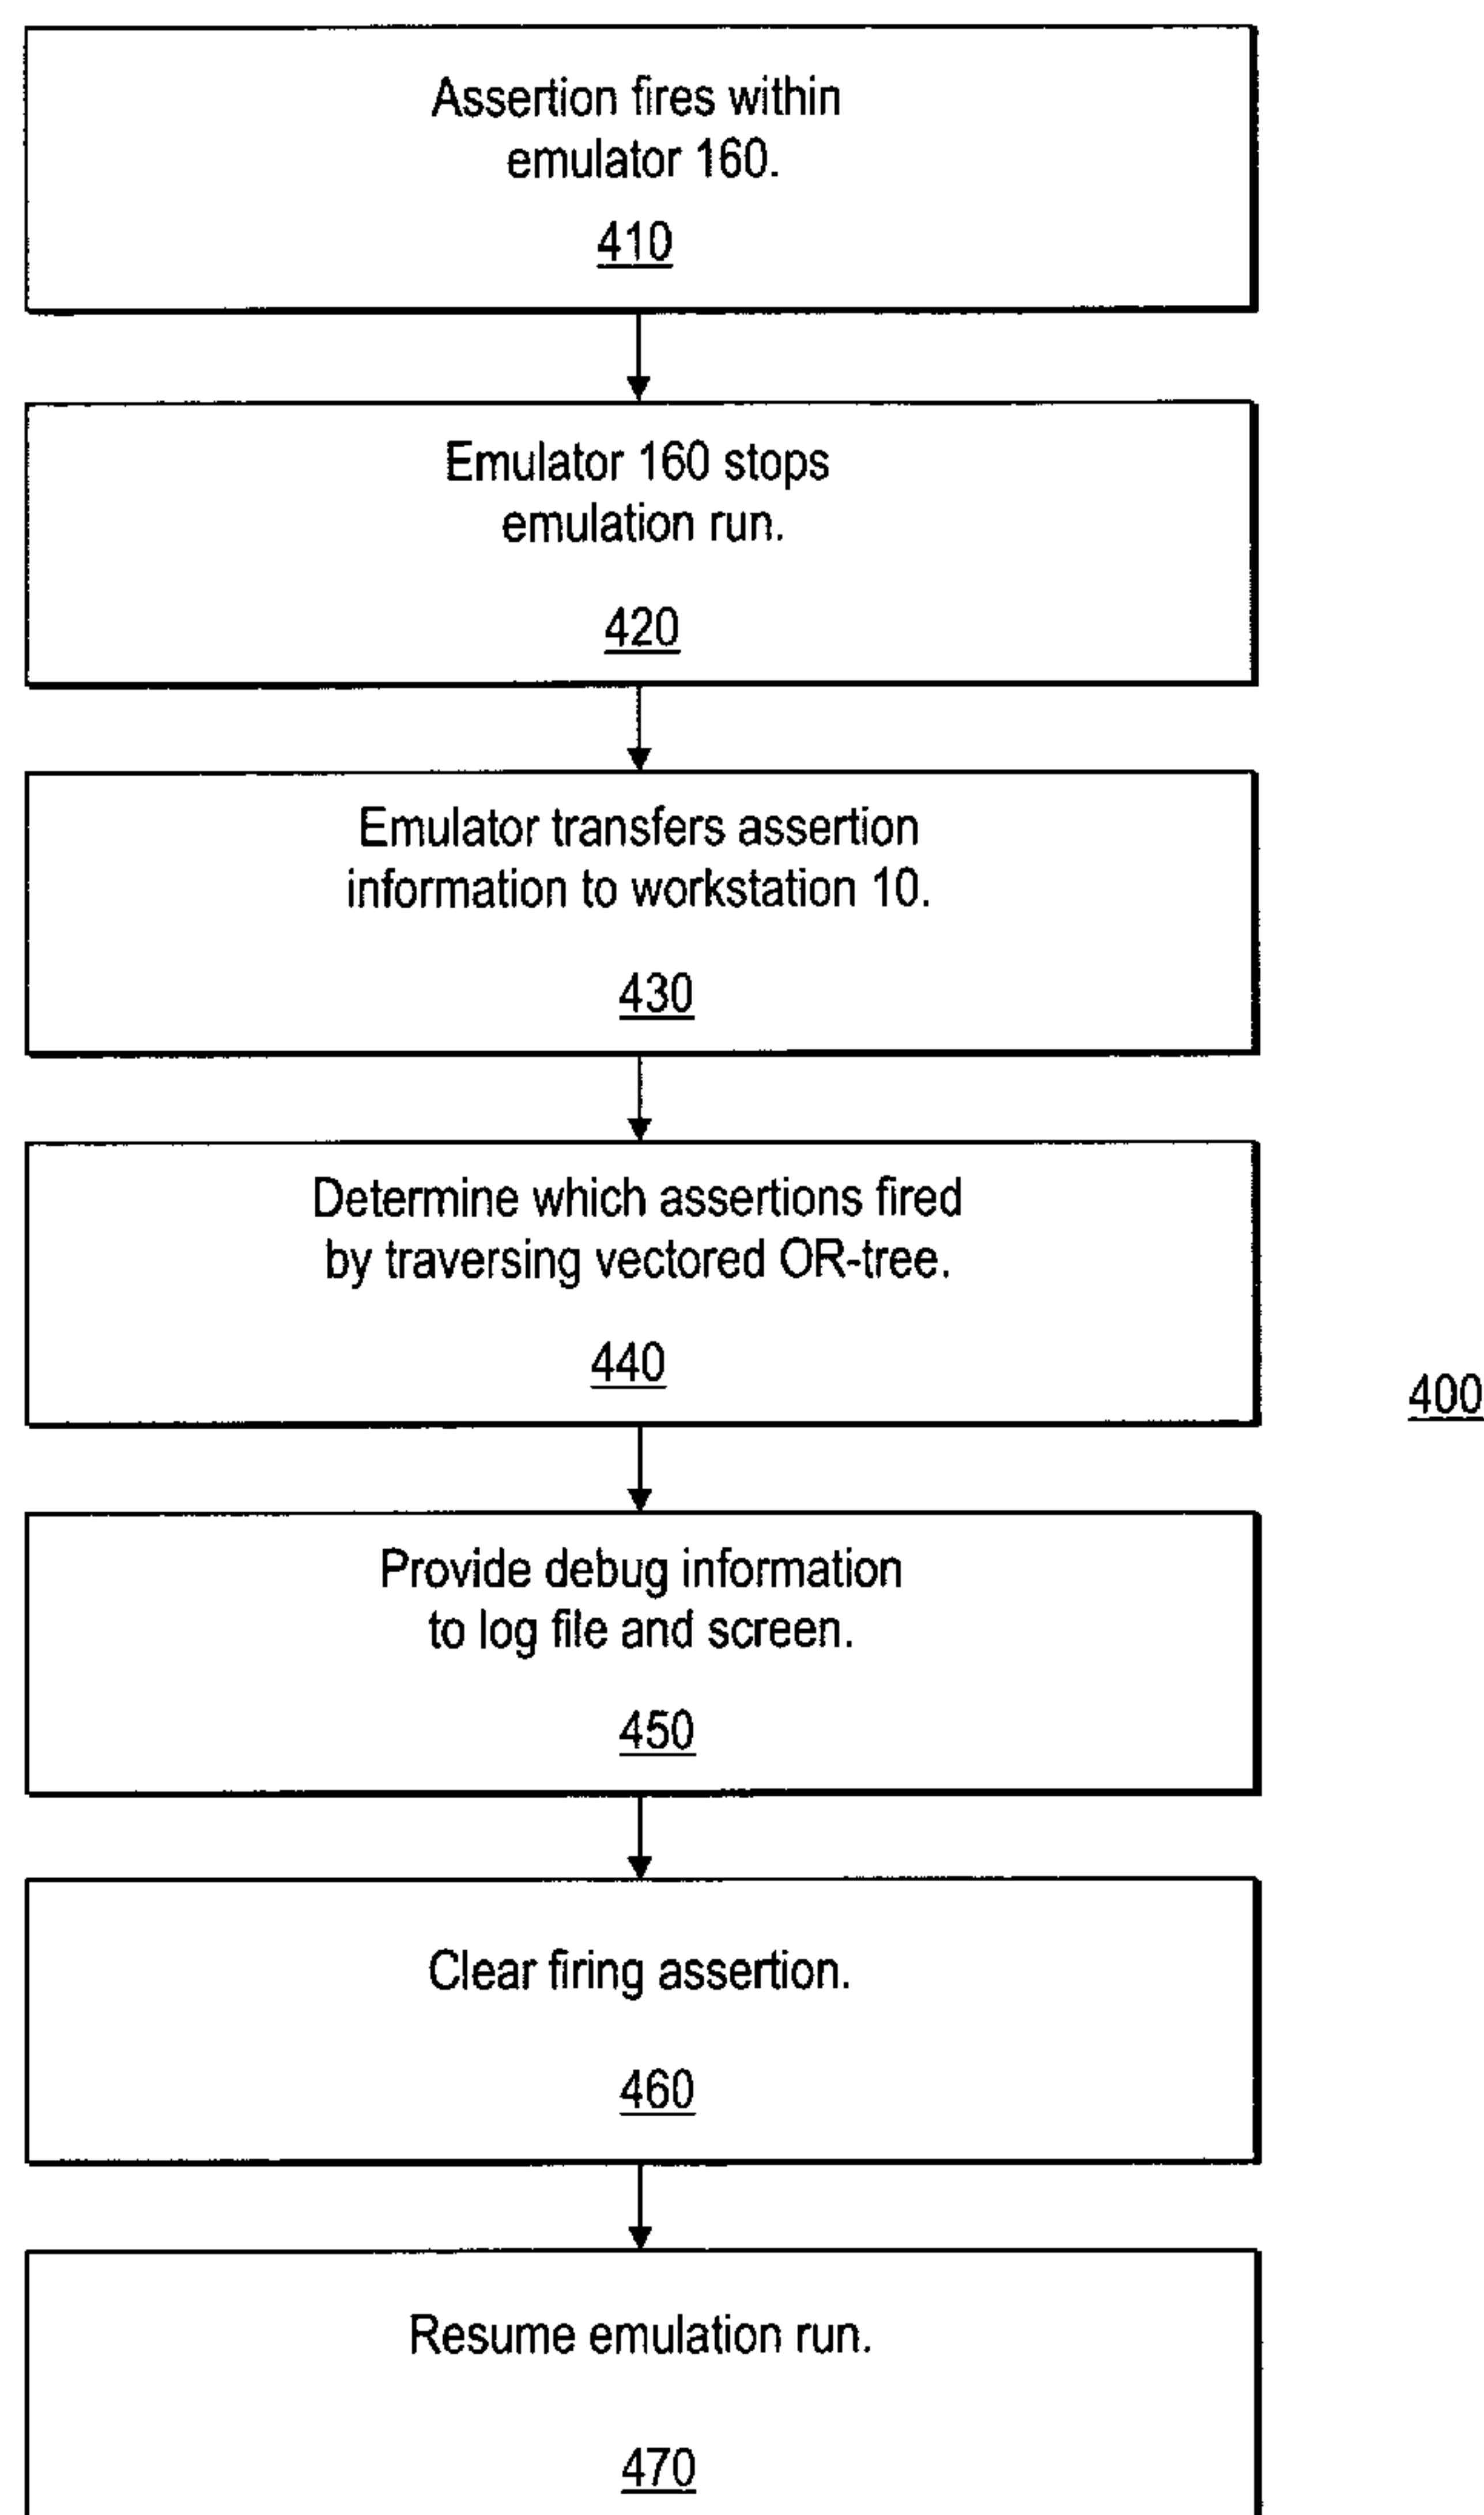 Assertion fires within
emulator 160.
410
Emulator 160 stops
emulation run.
420
Emulator transfers assertion
information to workstation 10.
430
Determine which assertions fired
by traversing vectored OR-tree.
440
400
Provide debug information
to log file and screen.
450
Clear firing assertion.
460
Resume emulation run.
470